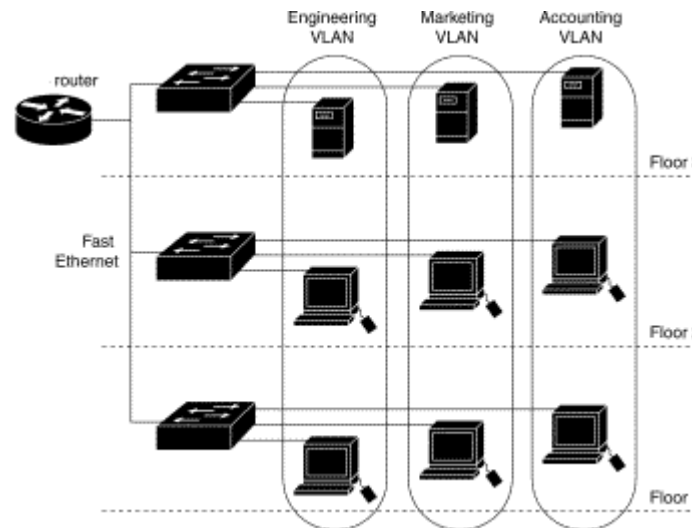 Engineering
VLAN
Marketing
VLAN
Accounting
VLAN
router
Floor
Fast
Ethernet
Floor
Floor